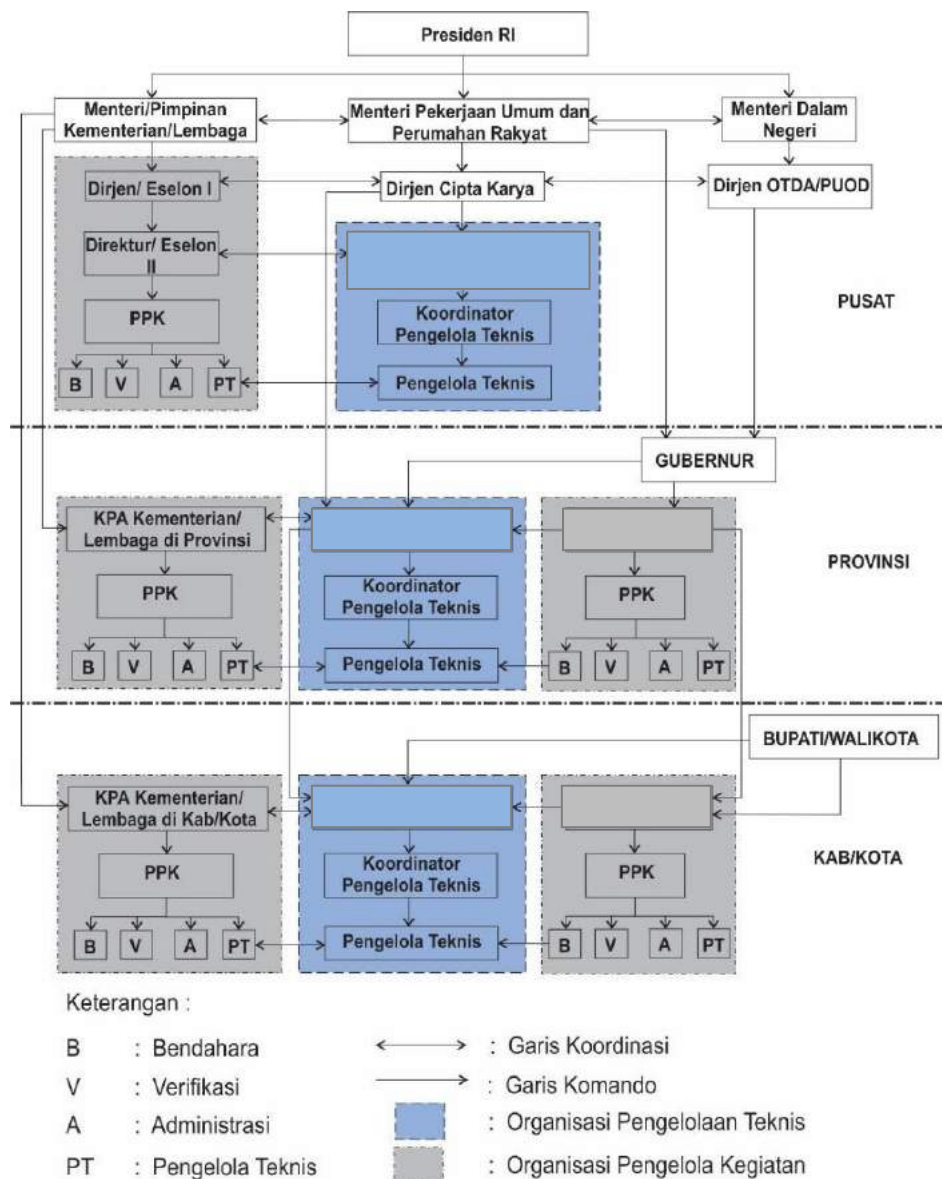 Presiden RI
Menteri/Pimpinan
Kementerian/Lembaga
Menteri Pekerjaan Umum dan
Perumahan Rakyat
Menteri Dalam
Negeri
Dirjen/ Eselon I
Dirjen Cipta Karya
Dirjen OTDA/PUOD
Direktur/ Eselon
II
PUSAT
PPK
Koordinator
Pengelola Teknis
B V A PT
Pengelola Teknis
GUBERNUR
KPA Kementerian/
Lembaga di Provinsi
PROVINSI
PPK
Koordinator
Pengelola Teknis
PPK
B V A PT
Pengelola Teknis
B V A PT
BUPATI/WALIKOTA
KPA Kementerian/
Lembaga di Kab/Kota
KAB/KOTA
PPK
Koordinator
Pengelola Teknis
PPK
B V A PT
Pengelola Teknis
B V A PT
Keterangan :
B : Bendahara
V : Verifikasi
A : Administrasi
PT : Pengelola Teknis
: Garis Koordinasi
: Garis Komando
: Organisasi Pengelolaan Teknis
: Organisasi Pengelola Kegiatan